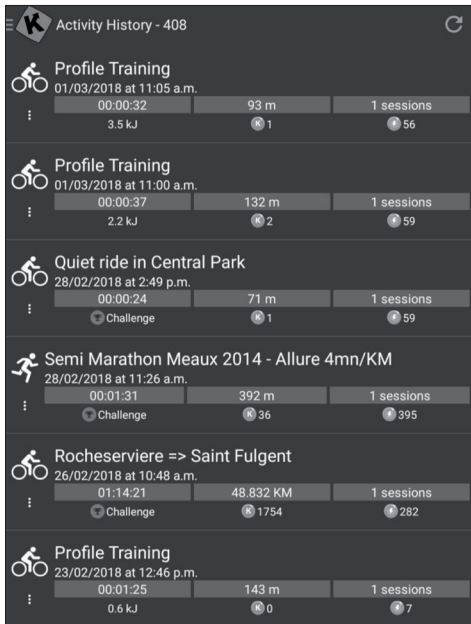 K Activity History - 408
Profile Training
01/03/2018 at 11:05 a.m.
00:00:32 93 m 1 sessions
3.5 kJ K 1 56
Profile Training
01/03/2018 at 11:00 a.m.
00:00:37 132 m 1 sessions
2.2 kJ K 2 59
Quiet ride in Central Park
28/02/2018 at 2:49 p.m.
00:00:24 71 m 1 sessions
Challenge K 1 59
Semi Marathon Meaux 2014 - Allure 4mn/KM
28/02/2018 at 11:26 a.m.
00:01:31 392 m 1 sessions
Challenge K 36 395
Rocheserviere => Saint Fulgent
26/02/2018 at 10:48 a.m.
01:14:21 48.832 KM 1 sessions
Challenge K 1754 282
Profile Training
23/02/2018 at 12:46 p.m.
00:01:25 143 m 1 sessions
0.6 kJ K 0 7